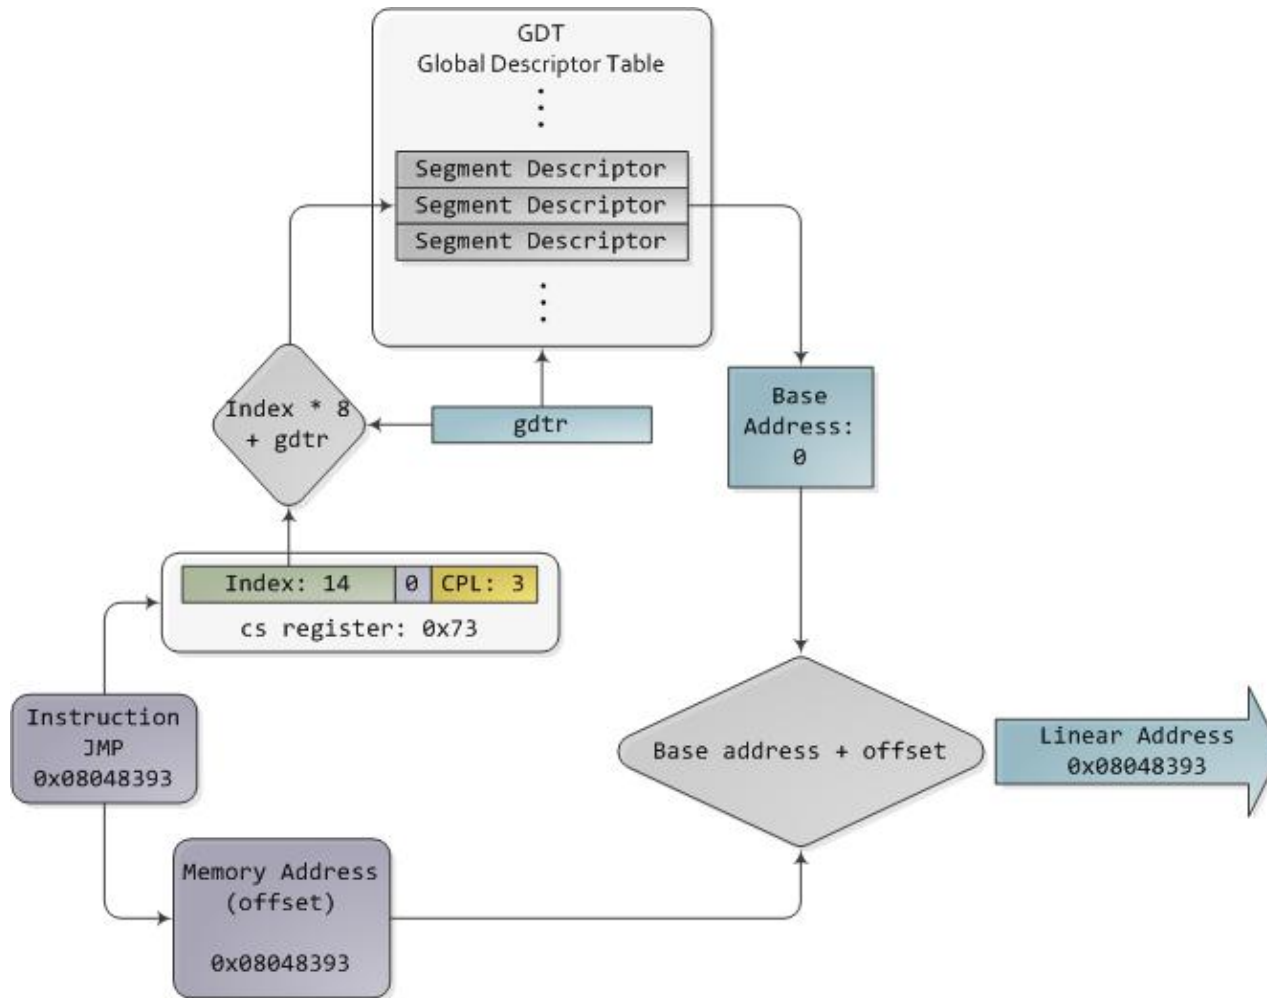 GDT
Global Descriptor Table
Segment Descriptor
Segment Descriptor
Segment Descriptor
Index * 8
+ gdtr
gdtr
Base
Address:
0
Index: 14
0
CPL: 3
cs register: 0x73
Instruction
JMP
0x08048393
Base address + offset
Linear Address
0x08048393
Memory Address
(offset)
0x08048393